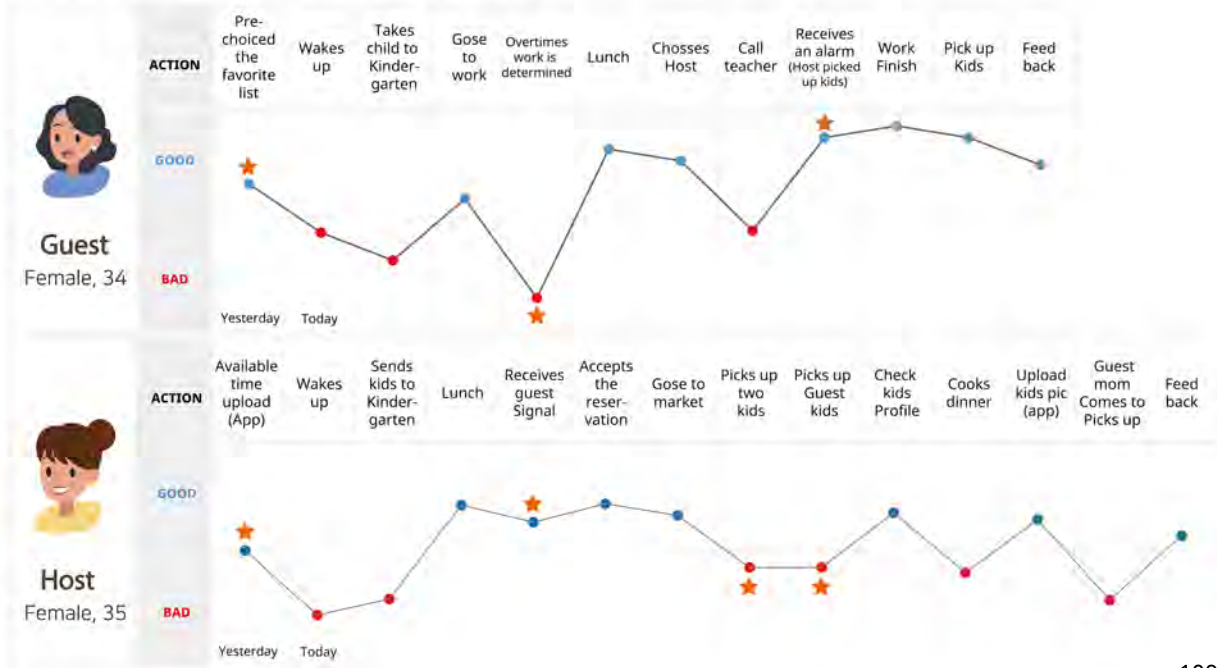 ACTION
Pre-
choiced
the
favorite
list
Wakes
up
Takes
child to
Kinder-
garten
Gose
to
work
Overtimes
work is
determined
Lunch
Chosses
Host
Call
teacher
Receives
an alarm
(Host picked
up kids)
Work
Finish
Pick up
Kids
Feed
back
GOOD
Guest
Female, 34
BAD
Yesterday
Today
ACTION
Available
time
upload
(App)
Wakes
up
Sends
kids to
Kinder-
garten
Lunch
Receives
guest
Signal
Accepts
the
reser-
vation
Gose to
market
Picks up
two
kids
Picks up
Guest
kids
Check
kids
Profile
Cooks
dinner
Upload
kids pic
(app)
Guest
mom
Comes to
Picks up
Feed
back
GOOD
Host
Female, 35
BAD
Yesterday
Today